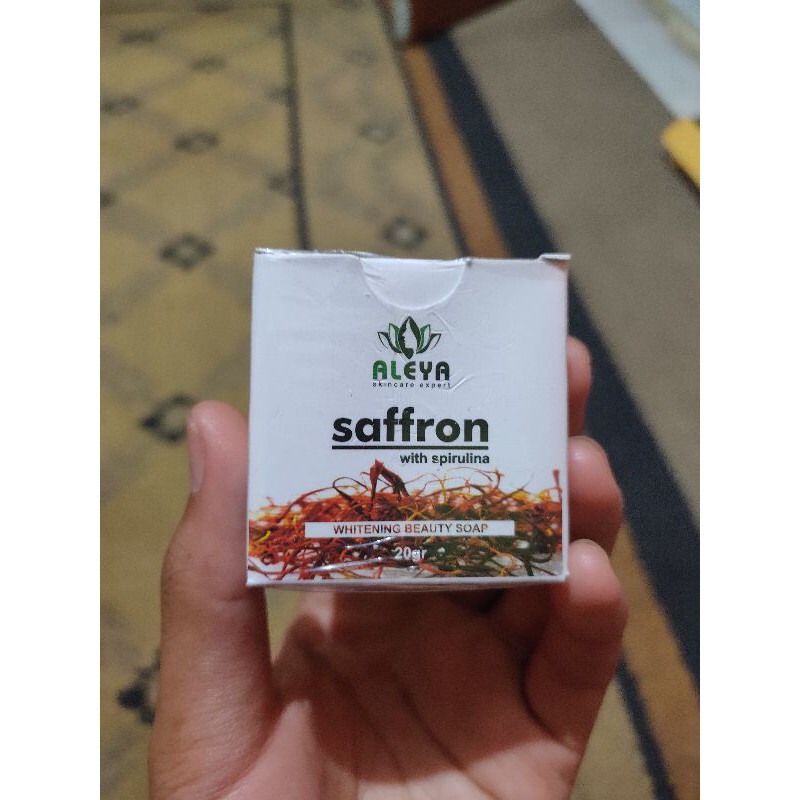 ALEYA
skincare expert
saffron
with spirulina
WHITENING BEAUTY SOAP
20gr